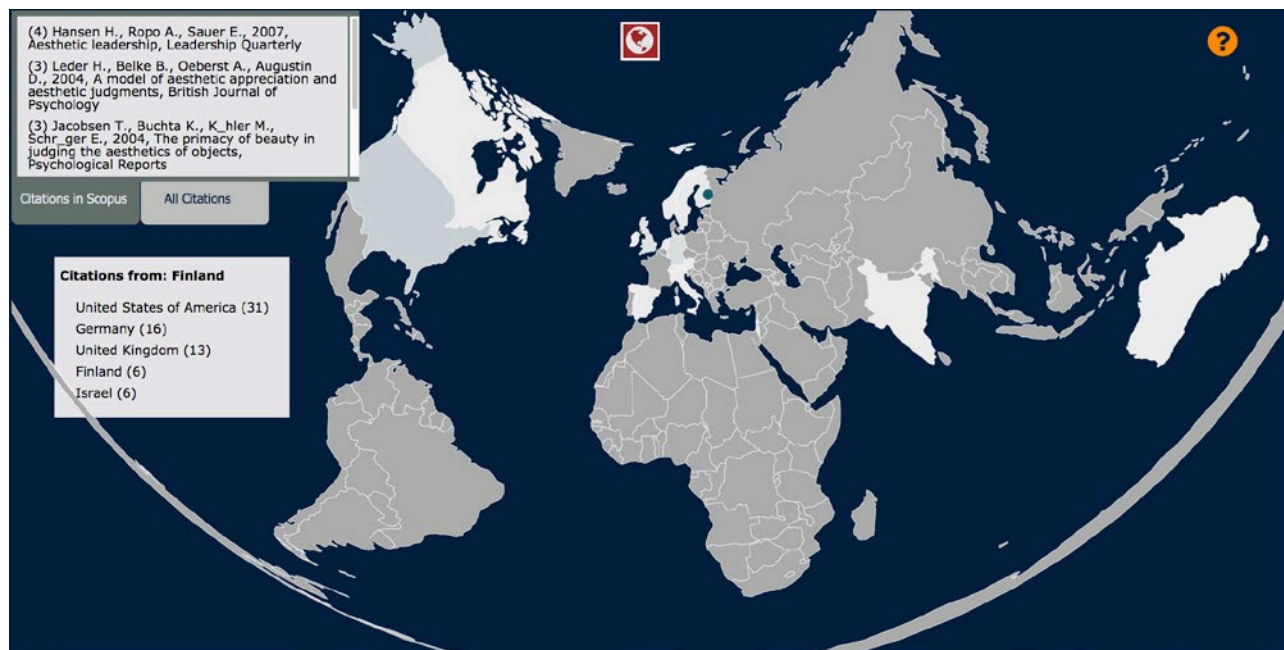 (4) Hansen H., Ropo A., Sauer E., 2007,
Aesthetic leadership, Leadership Quarterly
(3) Leder H., Belke B., Oeberst A., Augustin
D., 2004, A model of aesthetic appreciation and
aesthetic judgments, British Journal of
Psychology
(3) Jacobsen T., Buchta K., K_hler M.,
Schr_ger E., 2004, The primacy of beauty in
judging the aesthetics of objects,
Psychological Reports
Citations in Scopus
All Citations
Citations from: Finland
United States of America (31)
Germany (16)
United Kingdom (13)
Finland (6)
Israel (6)
?